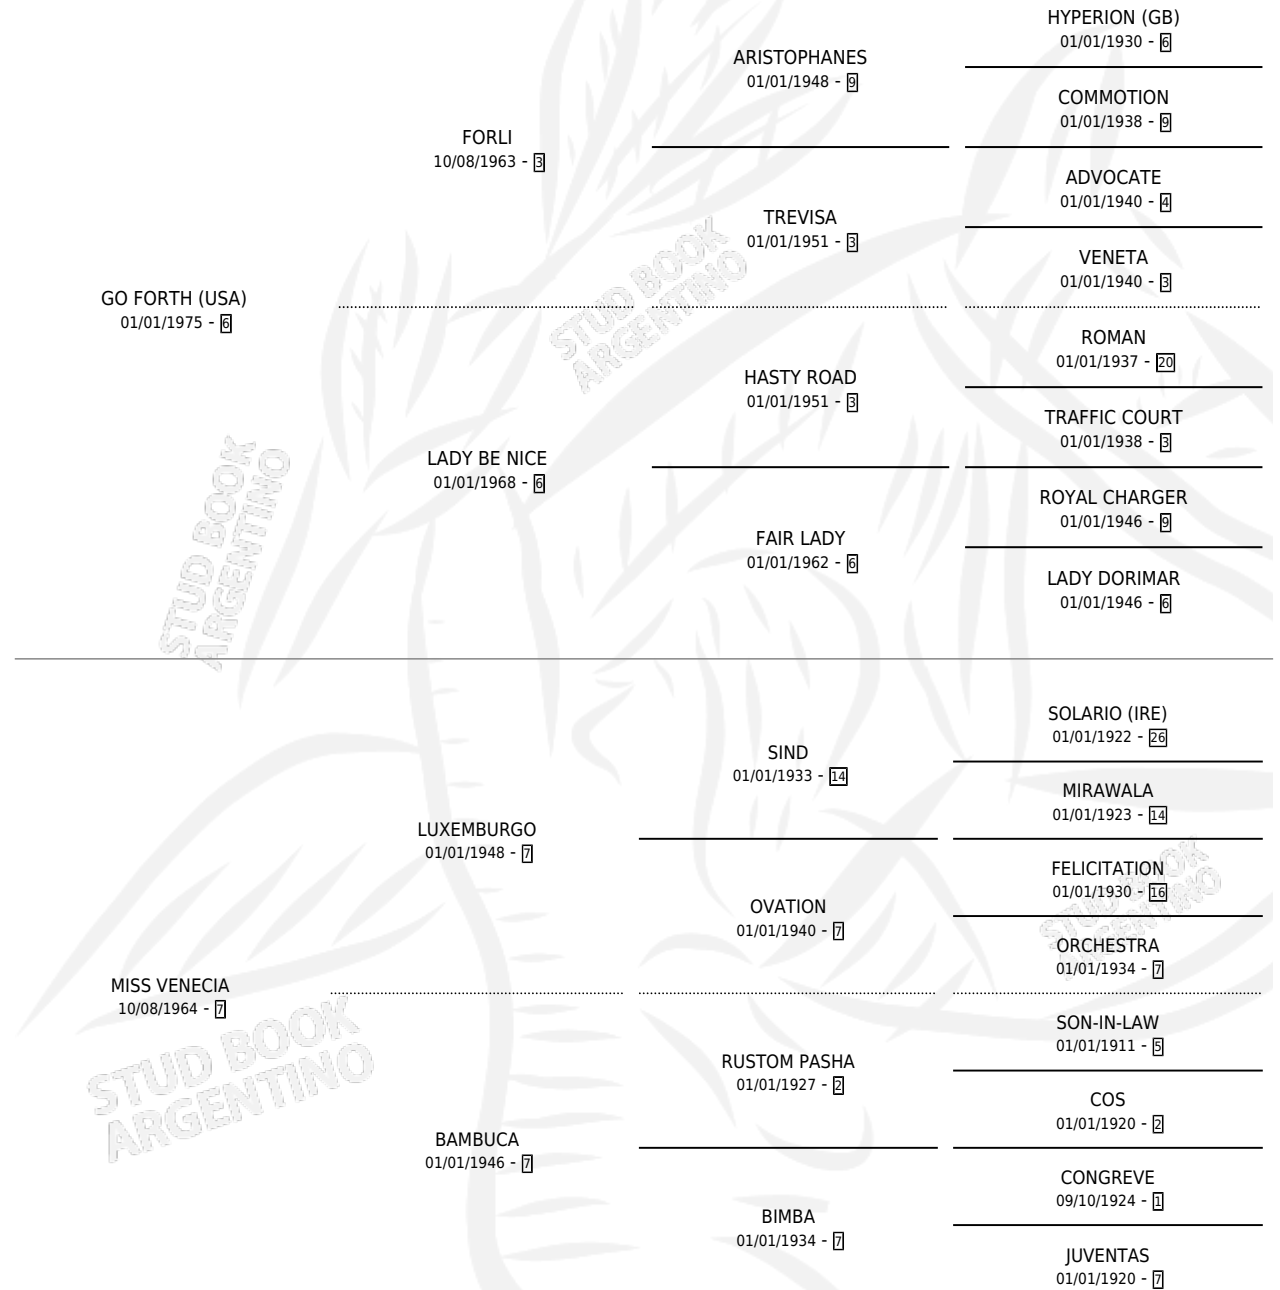 HYPERION (GB)
01/01/1930 - 6
ARISTOPHANES
01/01/1948 - 9
COMMOTION
01/01/1938 - 9
FORLI
10/08/1963 - 3
ADVOCATE
01/01/1940 - 4
TREVISA
01/01/1951 - 3
VENETA
01/01/1940 - 3
GO FORTH (USA)
01/01/1975 - 6
ROMAN
01/01/1937 - 20
HASTY ROAD
01/01/1951 - 3
TRAFFIC COURT
01/01/1938 - 3
LADY BE NICE
01/01/1968 - 6
ROYAL CHARGER
01/01/1946 - 9
FAIR LADY
01/01/1962 - 6
LADY DORIMAR
01/01/1946 - 6
SOLARIO (IRE)
01/01/1922 - 26
SIND
01/01/1933 - 14
MIRAWALA
01/01/1923 - 14
LUXEMBURGO
01/01/1948 - 7
FELICITATION
01/01/1930 - 16
OVATION
01/01/1940 - 7
ORCHESTRA
01/01/1934 - 7
MISS VENECIA
10/08/1964 - 7
SON-IN-LAW
01/01/1911 - 5
RUSTOM PASHA
01/01/1927 - 2
COS
01/01/1920 - 2
BAMBUCA
01/01/1946 - 7
CONGREVE
09/10/1924 - 1
BIMBA
01/01/1934 - 7
JUVENTAS
01/01/1920 - 7
STUD BOOK
ARGENTINO
STUD BOOK
ARGENTINO
STUD BOOK
ARGENTINO
STUD BOOK
ARGENTINO